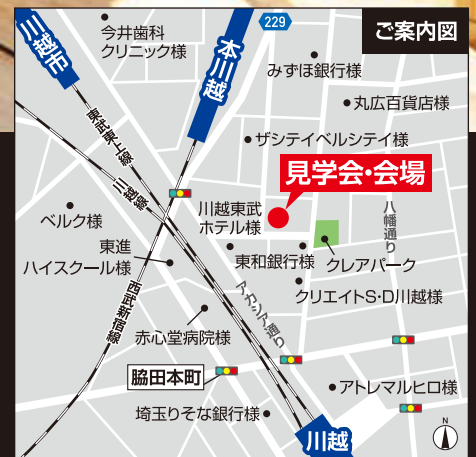 ご案内図
229
川越市
本川越
今井歯科
クリニック様
みずほ銀行様
丸広百貨店様
東武東上線
ザシティベルシティ様
川越線
見学会・会場
ベルク様
川越東武
ホテル様
八幡通り
東進
ハイスクール様
東和銀行様
クレアパーク
西武新宿線
アカシア通り
クリエイトS・D川越様
赤心堂病院様
脇田本町
アトレマルヒロ様
埼玉りそな銀行様
川越
N